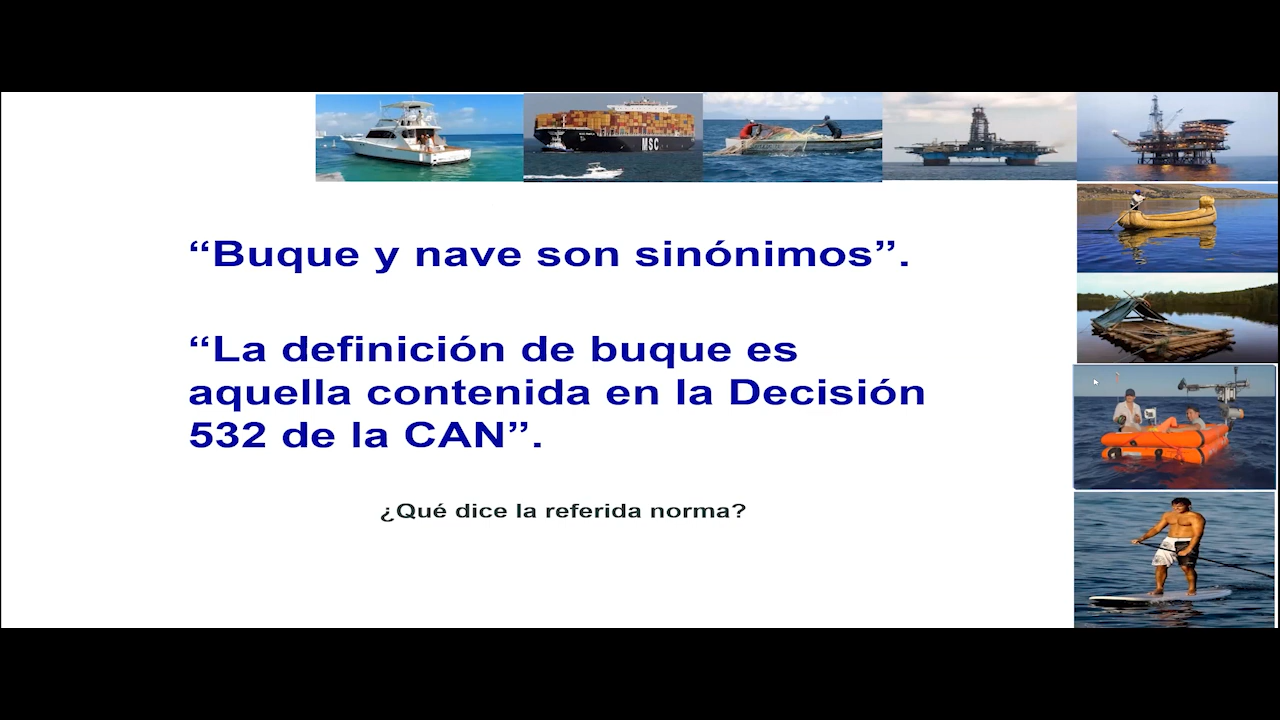 MSC
“Buque y nave son sinónimos”.
“La definición de buque es
aquella contenida en la Decisión
532 de la CAN”.
¿Qué dice la referida norma?